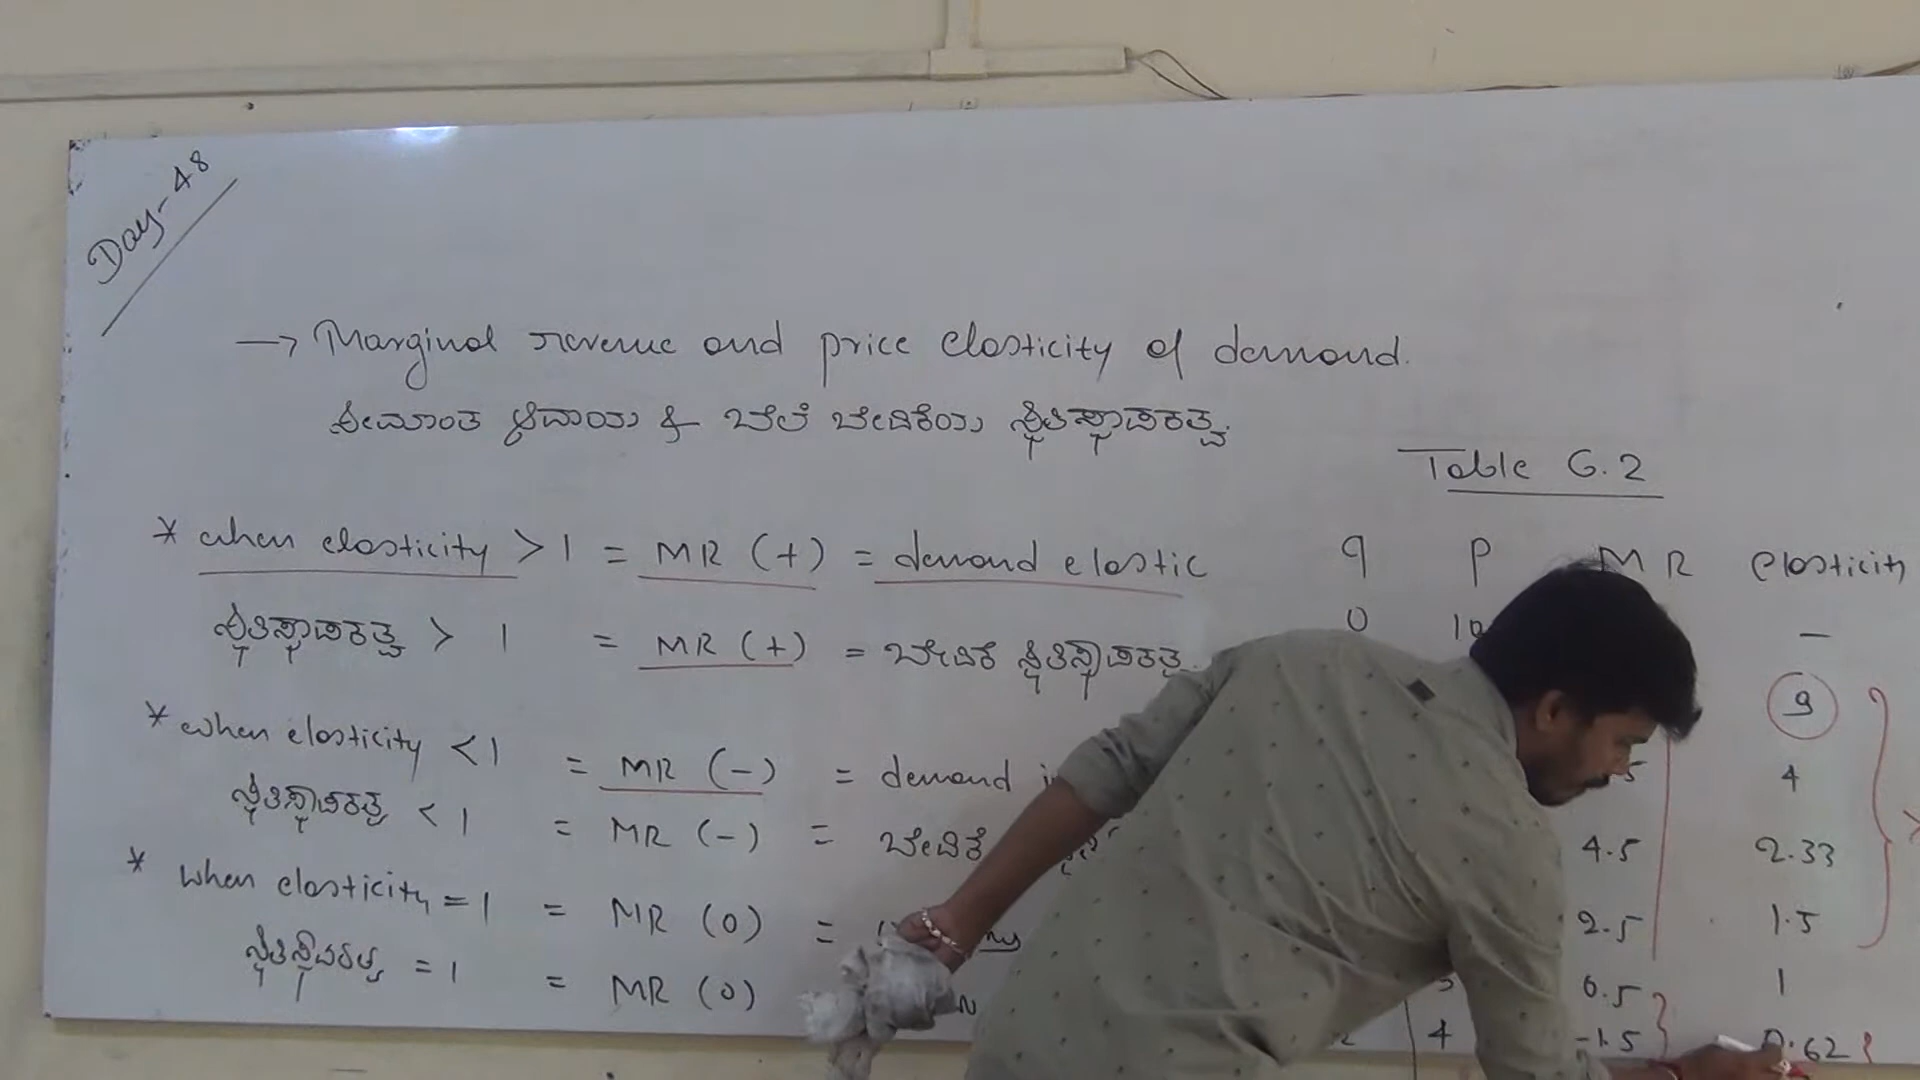 Day-48
→ Marginal revenue and price elasticity of demand.
ಸೀಮಾಂತ ಆದಾಯ & ಬೆಲೆ ಬೇಡಿಕೆಯ ಸ್ಥಿತಿಸ್ಥಾಪಕತ್ವ
Table 6.2
* when elasticity > 1 = MR (+) = demand elastic
ಸ್ಥಿತಿಸ್ಥಾಪಕತ್ವ > 1 = MR (+) = ಬೇಡಿಕೆ ಸ್ಥಿತಿಸ್ಥಾಪಕತ್ವ
* when elasticity < 1 = MR (-) = demand
ಸ್ಥಿತಿಸ್ಥಾಪಕತ್ವ < 1 = MR (-) = ಬೇಡಿಕೆ
* when elasticity = 1 = MR (0) =
ಸ್ಥಿತಿಸ್ಥಾಪಕತ್ವ = 1 = MR (0)
q P MR Elasticity
0 10 –
9
4
4.5 2.33
2.5 1.5
0.5 1
4 -1.5 0.62